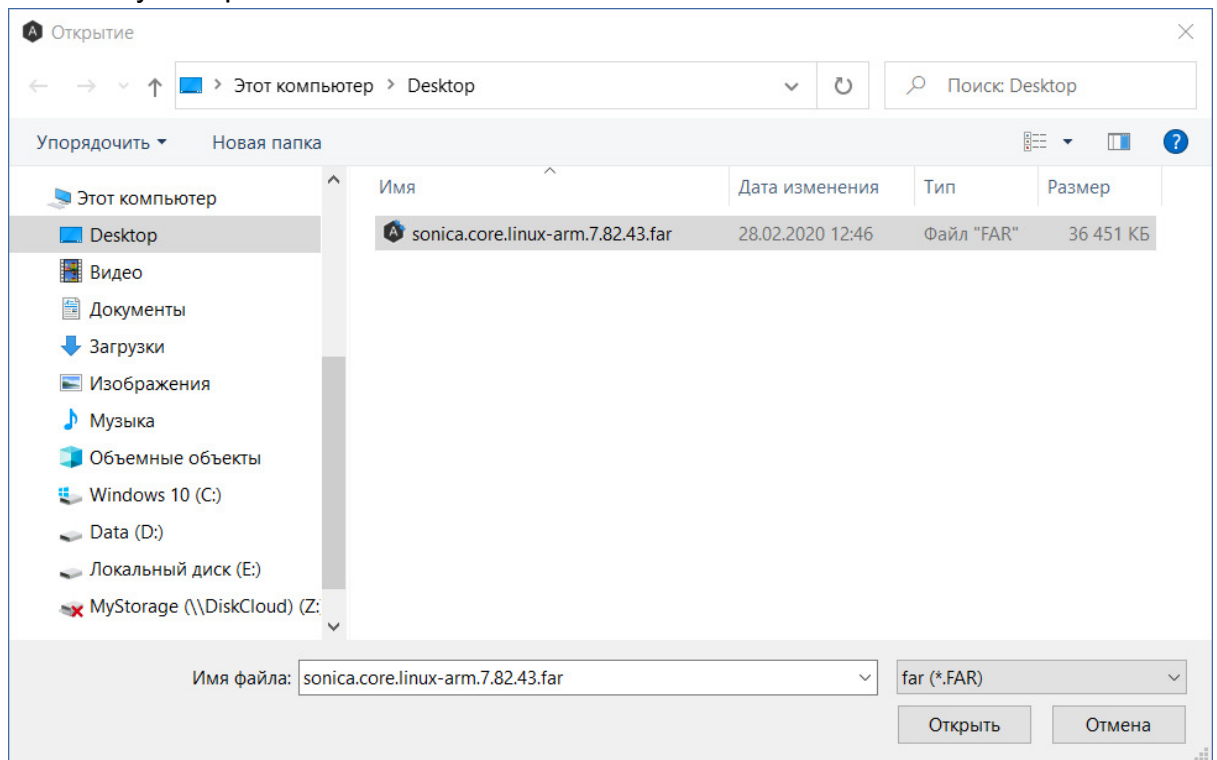 Открытие
Этот компьютер > Desktop
Поиск: Desktop
Упорядочить
Новая папка
?
Имя
Дата изменения
Тип
Размер
Этот компьютер
Desktop
Видео
Документы
Загрузки
Изображения
Музыка
Объемные объекты
Windows 10 (C:)
Data (D:)
Локальный диск (E:)
MyStorage (\\DiskCloud) (Z:
sonica.core.linux-arm.7.82.43.far
28.02.2020 12:46
Файл "FAR"
36 451 КБ
Имя файла:
sonica.core.linux-arm.7.82.43.far
far (*.FAR)
Открыть
Отмена